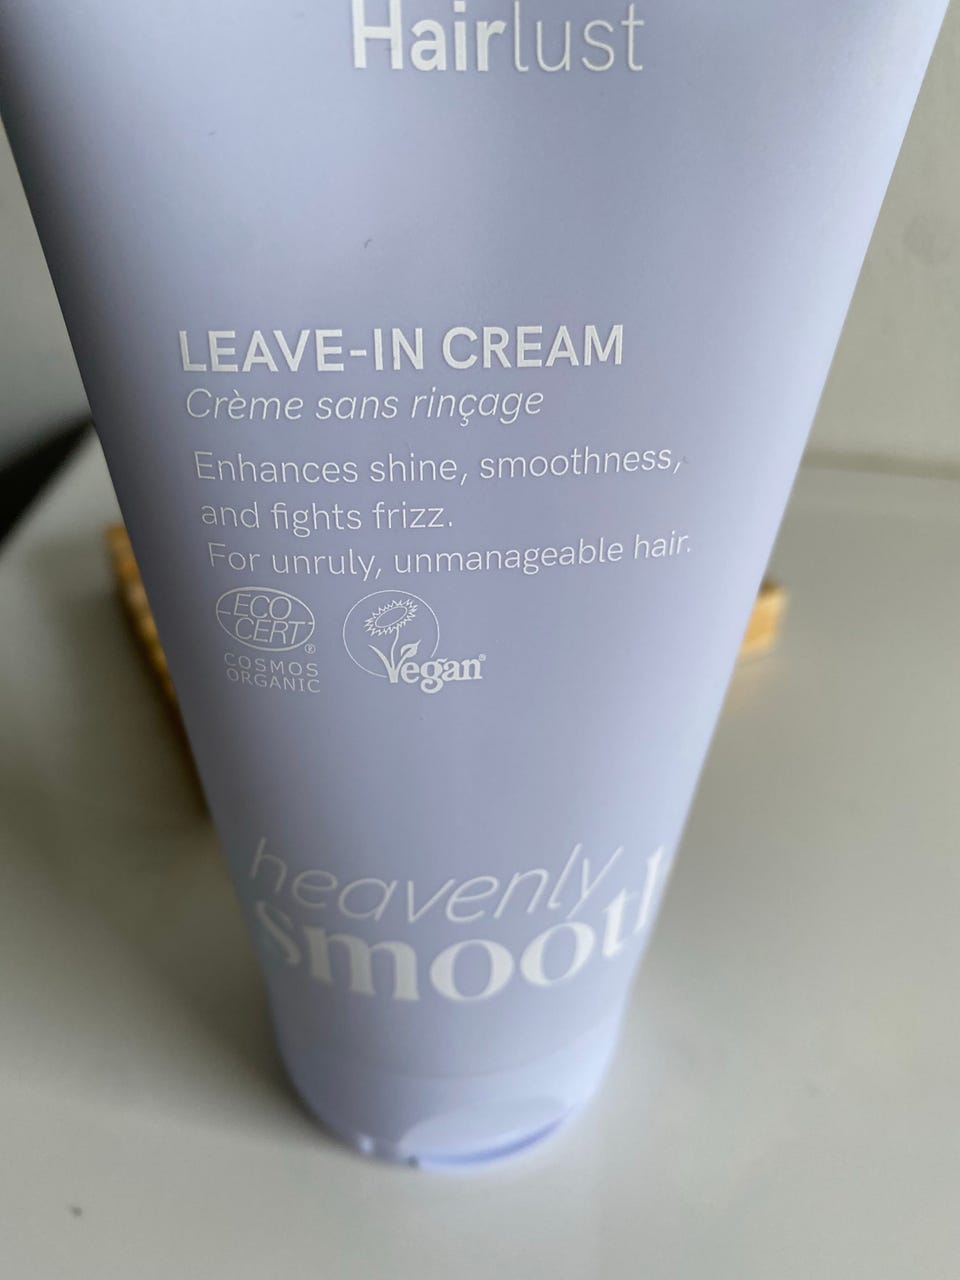 Hairlust
LEAVE-IN CREAM
Crème sans rinçage
Enhances shine, smoothness,
and fights frizz.
For unruly, unmanageable hair.
ECO
CERT®
COSMOS
ORGANIC
Vegan®
heavenly
Smooth